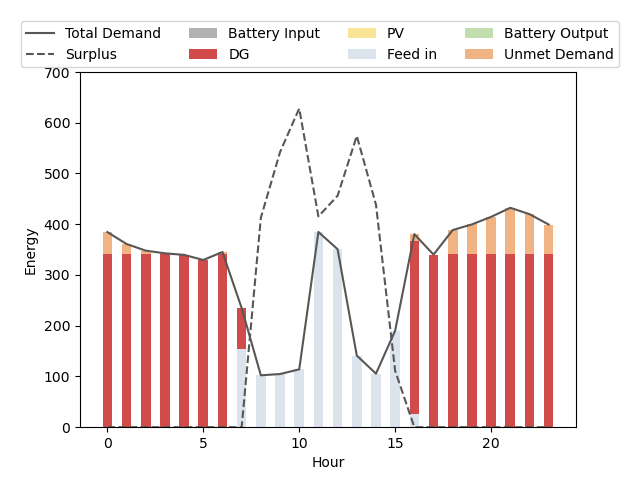 Total Demand Battery Input PV Battery Output
Surplus DG Feed in Unmet Demand
700
600
500
400
300
200
100
0
Energy
0 5 10 15 20
Hour